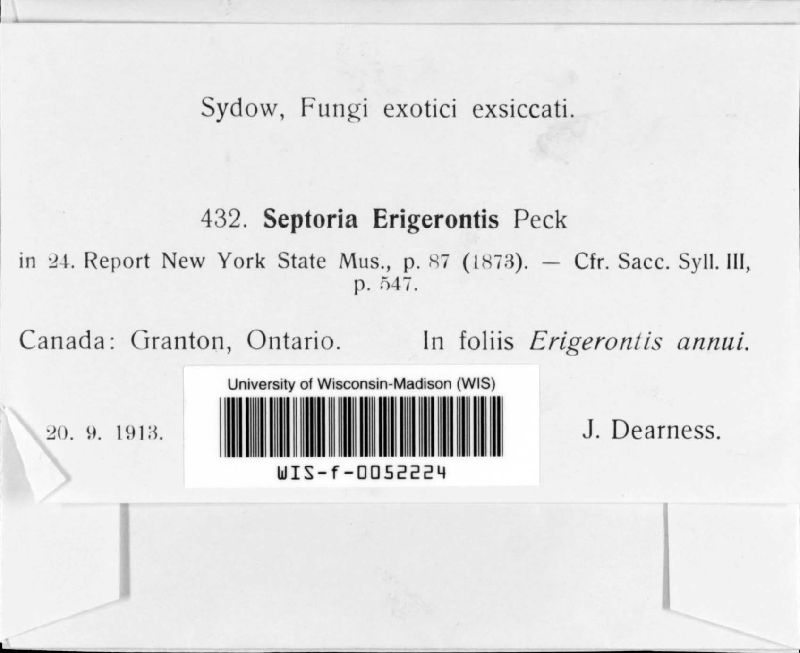 Sydow, Fungi exotici exsiccati.
432. Septoria Erigerontis Peck
in 24. Report New York State Mus., p. 87 (1873). — Cfr. Sacc. Syll. III,
p. 547.
Canada: Granton, Ontario. In foliis Erigerontis annui.
University of Wisconsin-Madison (WIS)
20. 9. 1913. J. Dearness.
WIS-f-0052224